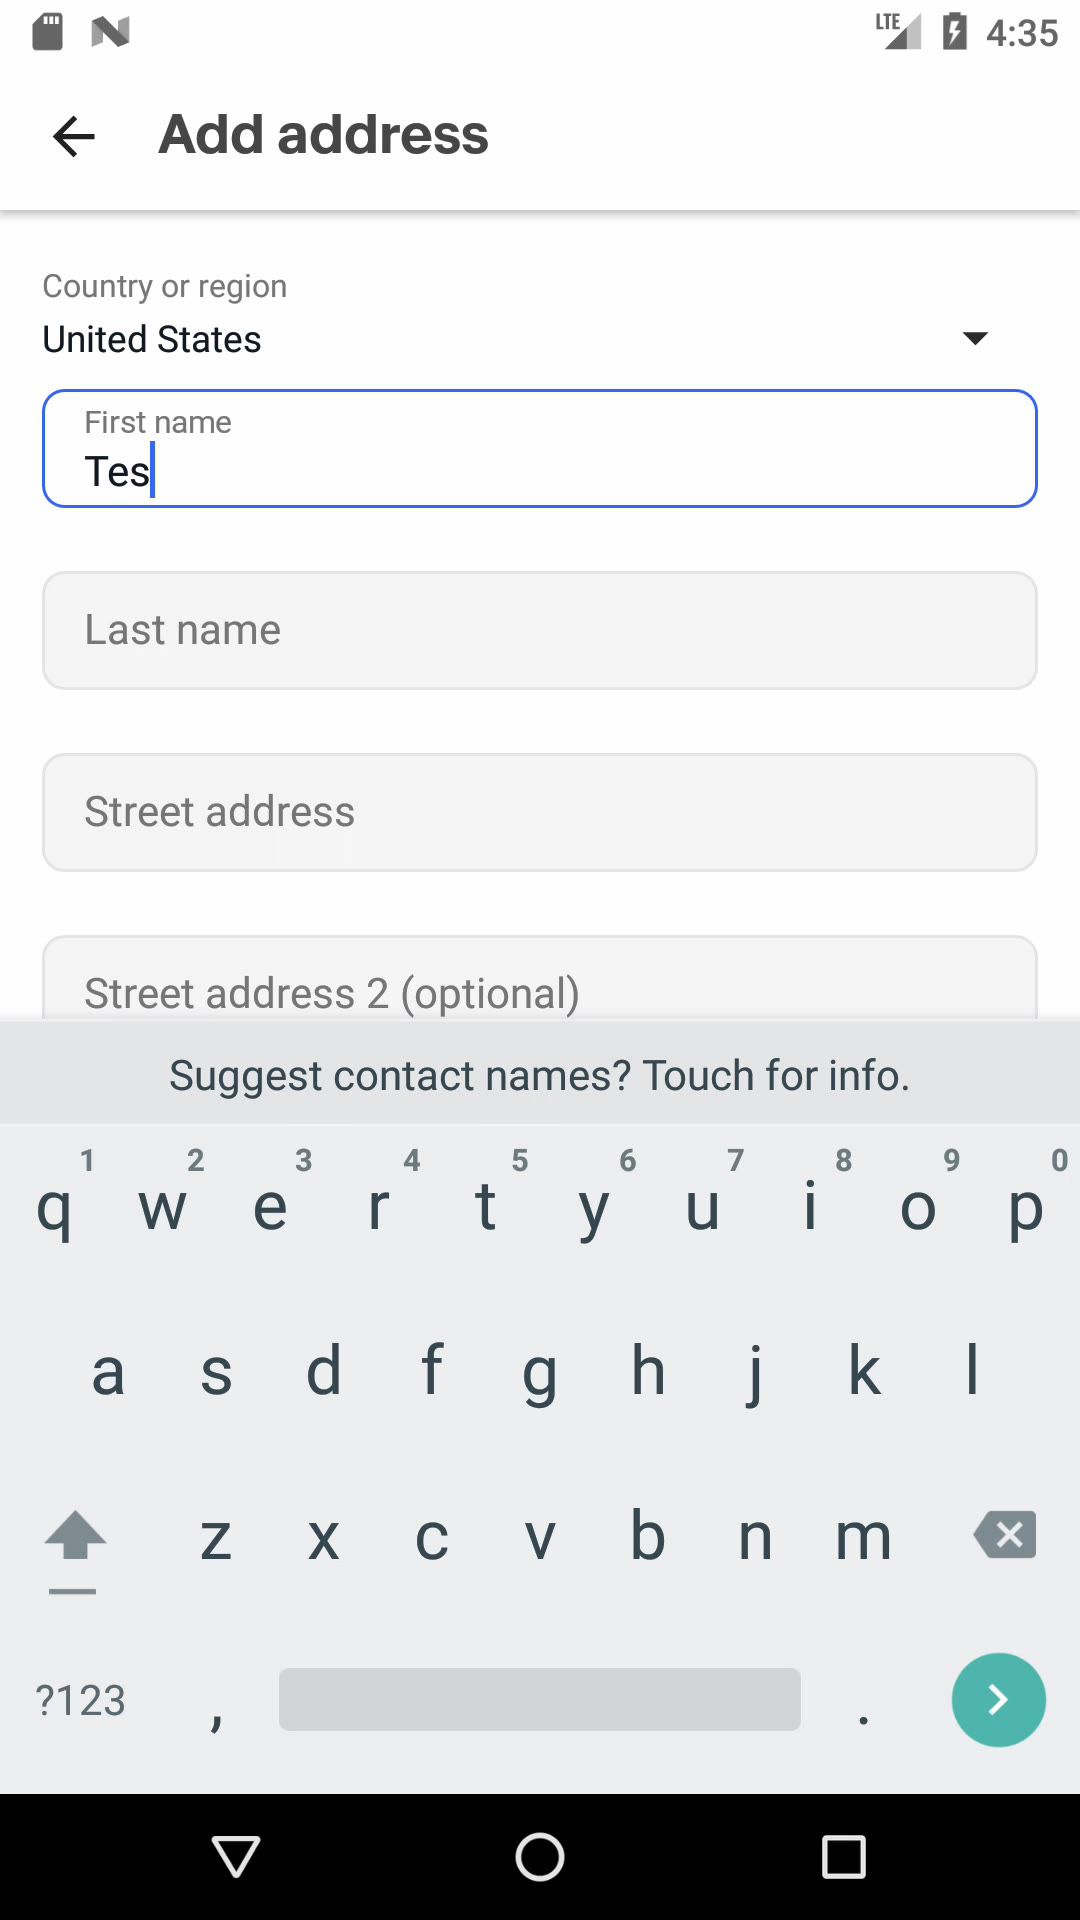 LTE 4:35
Add address
Country or region
United States
First name
Tes
Last name
Street address
Street address 2 (optional)
Suggest contact names? Touch for info.
1 2 3 4 5 6 7 8 9 0
q w e r t y u i o p
a s d f g h j k l
z x c v b n m
?123 , .